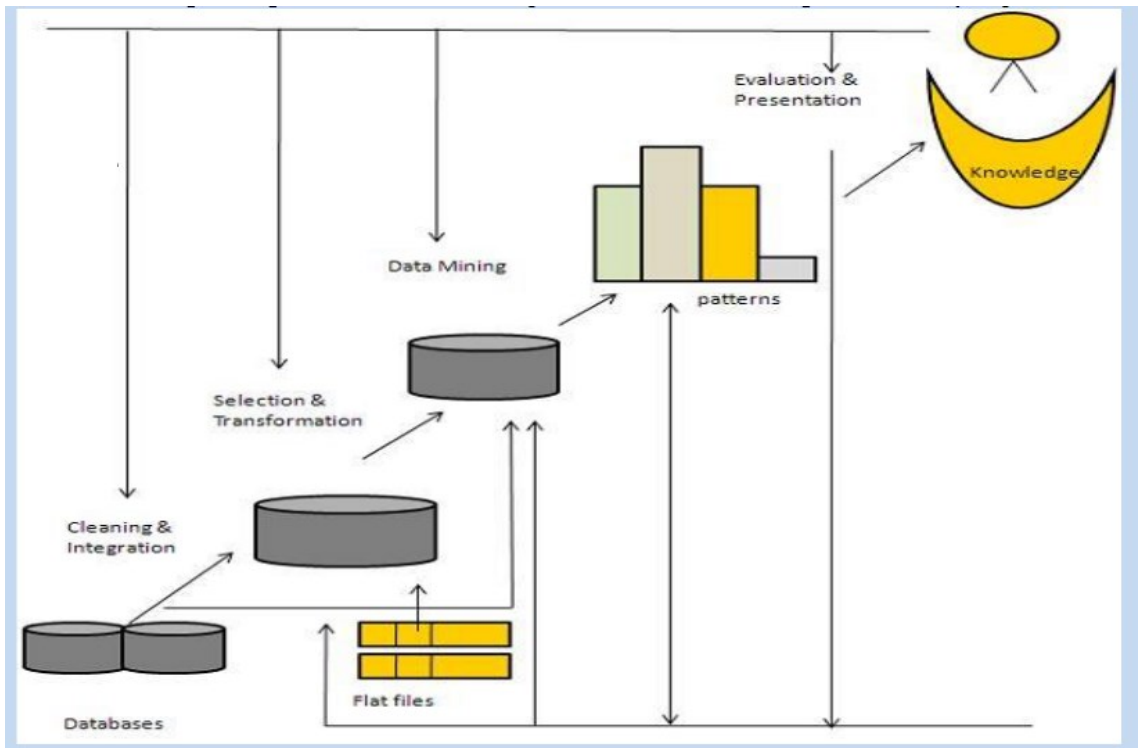 Evaluation &
Presentation
Knowledge
Data Mining
patterns
Selection &
Transformation
Cleaning &
Integration
Flat files
Databases